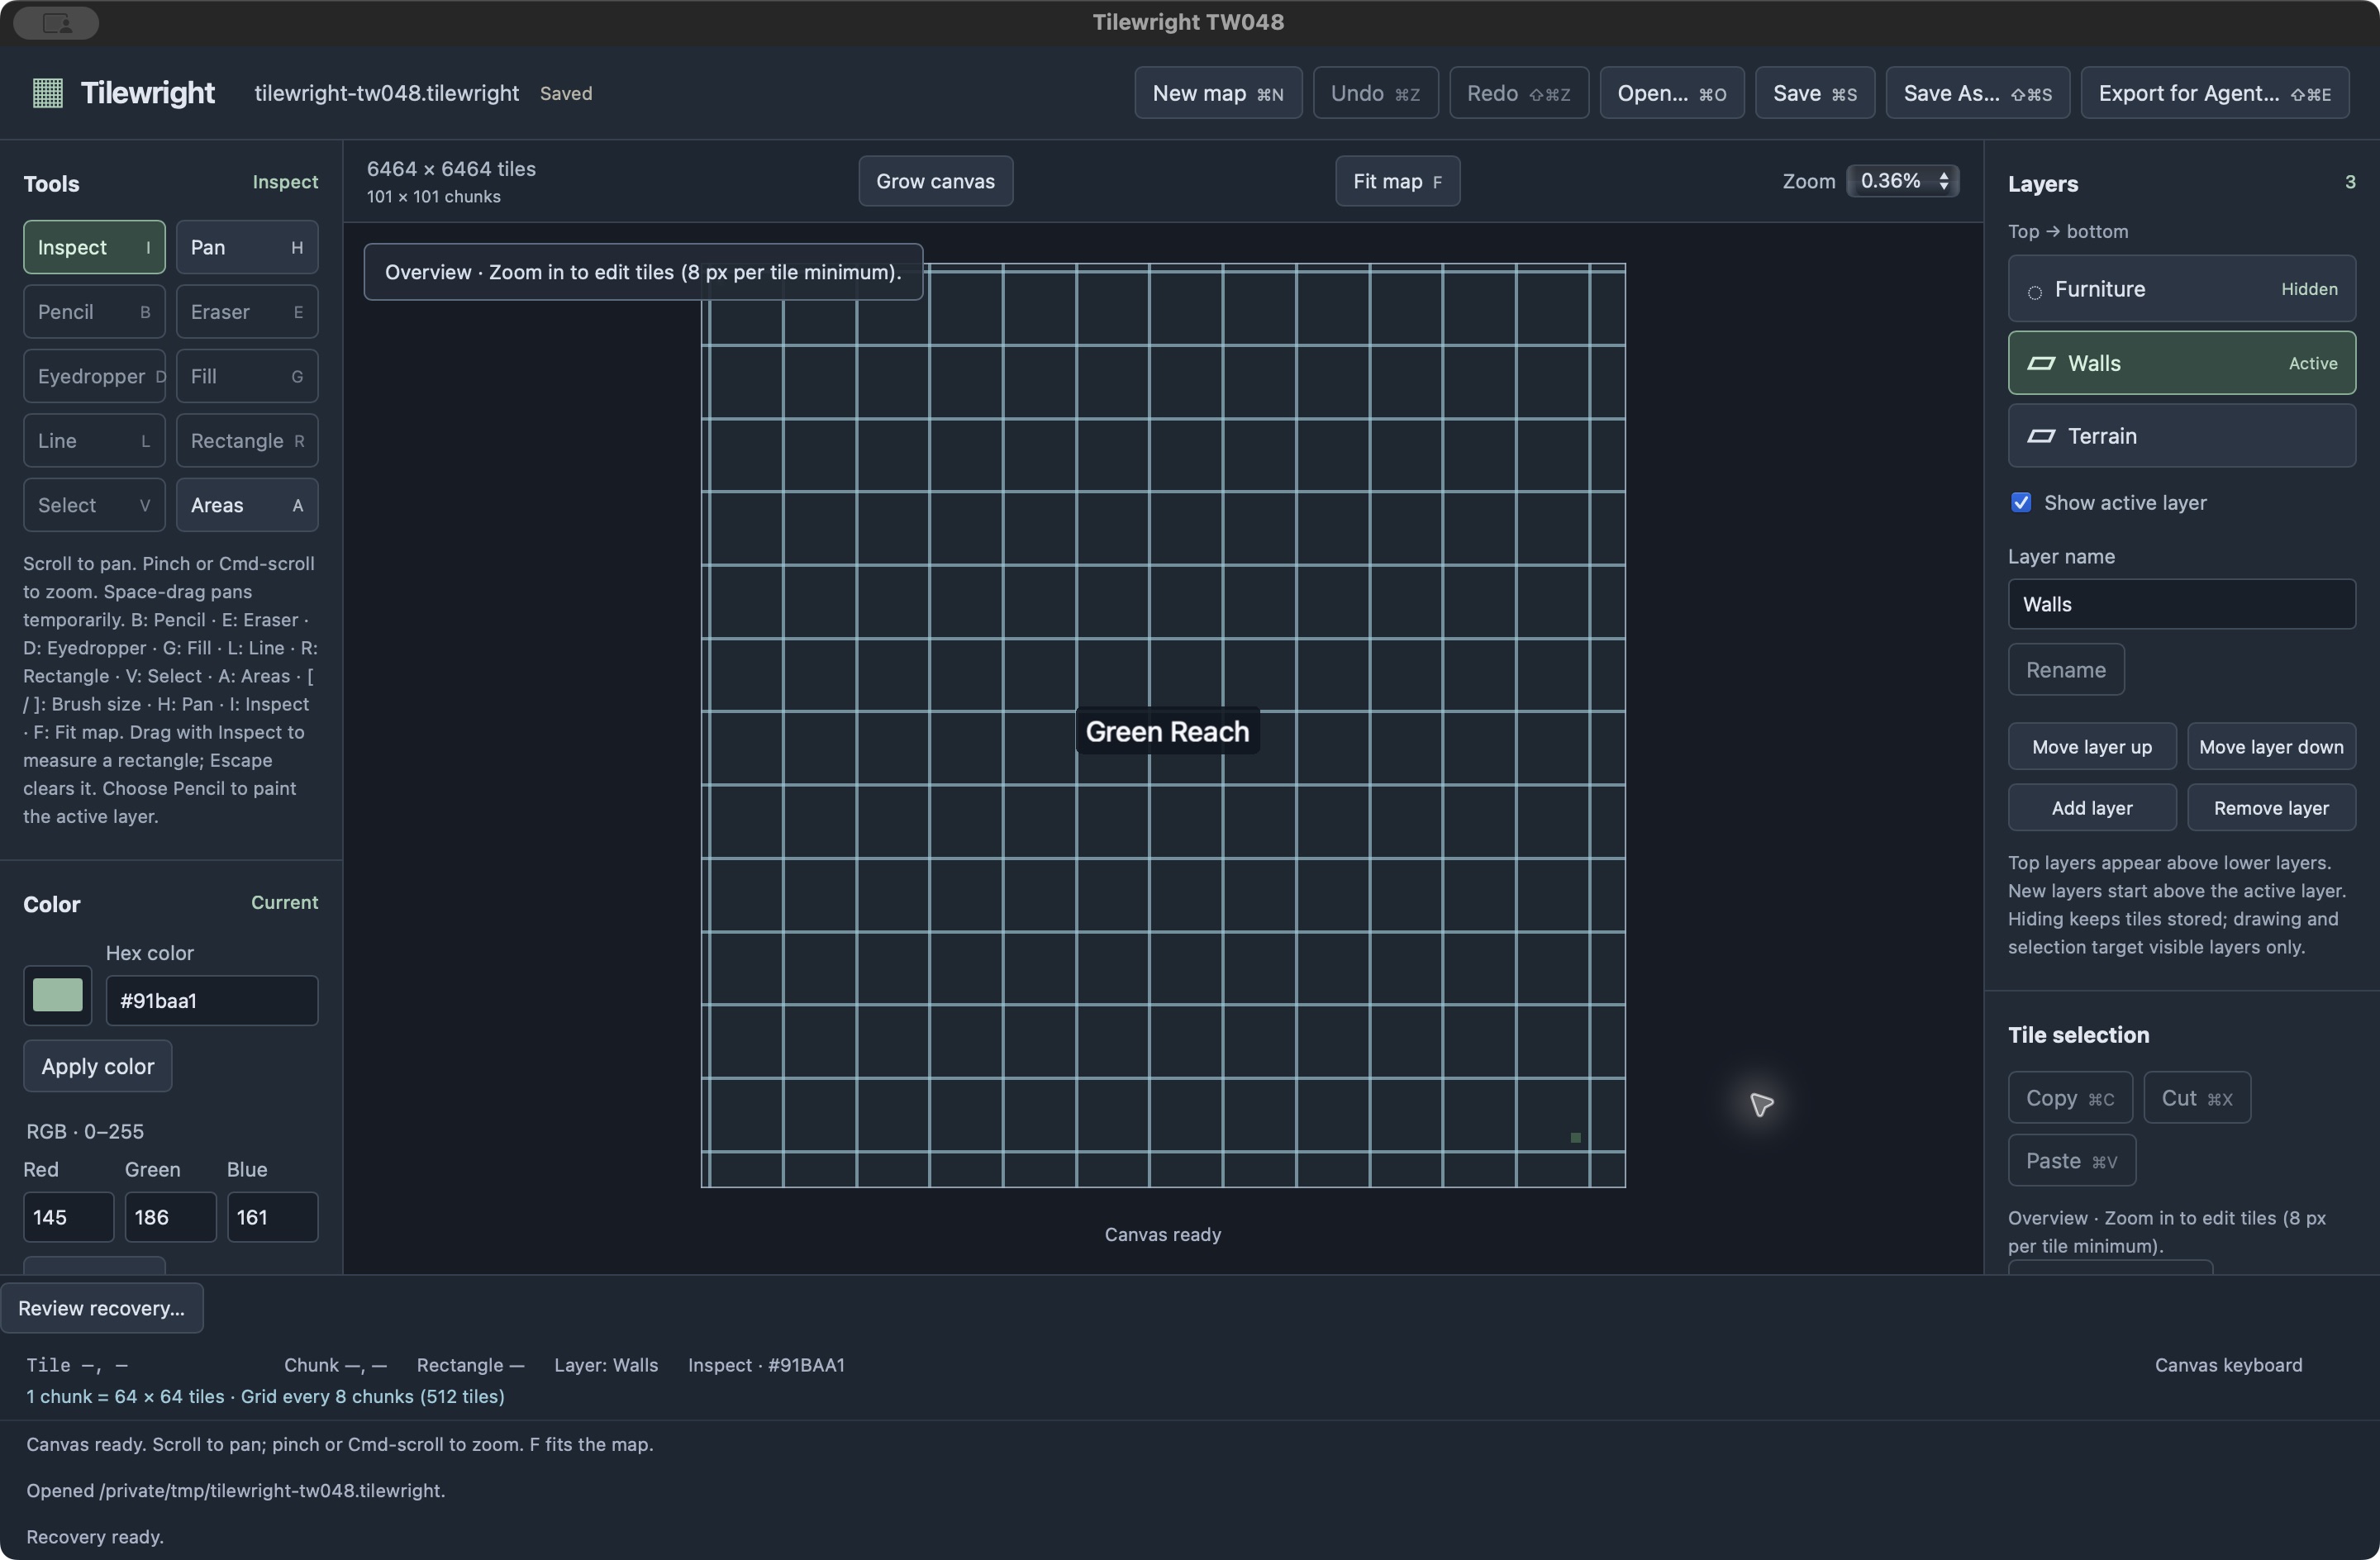 Tilewright TW048
Tilewright
tilewright-tw048.tilewright Saved
New map ⌘N
Undo ⌘Z
Redo ⇧⌘Z
Open... ⌘O
Save ⌘S
Save As... ⇧⌘S
Export for Agent... ⇧⌘E
Tools Inspect
Inspect I
Pan H
Pencil B
Eraser E
Eyedropper D
Fill G
Line L
Rectangle R
Select V
Areas A
Scroll to pan. Pinch or Cmd-scroll
to zoom. Space-drag pans
temporarily. B: Pencil · E: Eraser ·
D: Eyedropper · G: Fill · L: Line · R:
Rectangle · V: Select · A: Areas · [
/ ]: Brush size · H: Pan · I: Inspect
· F: Fit map. Drag with Inspect to
measure a rectangle; Escape
clears it. Choose Pencil to paint
the active layer.
Color Current
Hex color
#91baa1
Apply color
RGB · 0–255
Red Green Blue
145 186 161
6464 × 6464 tiles
101 × 101 chunks
Grow canvas
Fit map F
Zoom 0.36%
Overview · Zoom in to edit tiles (8 px per tile minimum).
Green Reach
Canvas ready
Layers 3
Top → bottom
Furniture Hidden
Walls Active
Terrain
Show active layer
Layer name
Walls
Rename
Move layer up
Move layer down
Add layer
Remove layer
Top layers appear above lower layers.
New layers start above the active layer.
Hiding keeps tiles stored; drawing and
selection target visible layers only.
Tile selection
Copy ⌘C
Cut ⌘X
Paste ⌘V
Overview · Zoom in to edit tiles (8 px
per tile minimum).
Review recovery...
Tile —, — Chunk —, — Rectangle — Layer: Walls Inspect · #91BAA1 Canvas keyboard
1 chunk = 64 × 64 tiles · Grid every 8 chunks (512 tiles)
Canvas ready. Scroll to pan; pinch or Cmd-scroll to zoom. F fits the map.
Opened /private/tmp/tilewright-tw048.tilewright.
Recovery ready.